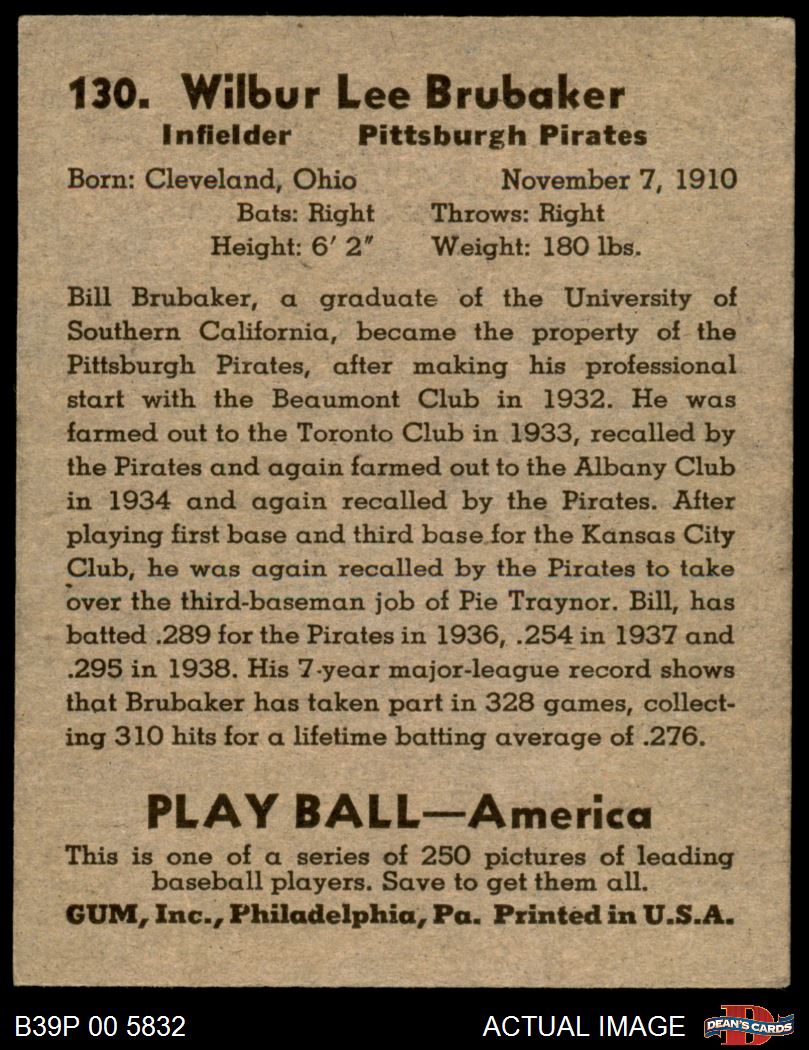 130. Wilbur Lee Brubaker
Infielder Pittsburgh Pirates
Born: Cleveland, Ohio November 7, 1910
Bats: Right Throws: Right
Height: 6′ 2″ Weight: 180 lbs.
Bill Brubaker, a graduate of the University of
Southern California, became the property of the
Pittsburgh Pirates, after making his professional
start with the Beaumont Club in 1932. He was
farmed out to the Toronto Club in 1933, recalled by
the Pirates and again farmed out to the Albany Club
in 1934 and again recalled by the Pirates. After
playing first base and third base for the Kansas City
Club, he was again recalled by the Pirates to take
over the third-baseman job of Pie Traynor. Bill, has
batted .289 for the Pirates in 1936, .254 in 1937 and
.295 in 1938. His 7-year major-league record shows
that Brubaker has taken part in 328 games, collect-
ing 310 hits for a lifetime batting average of .276.
PLAY BALL—America
This is one of a series of 250 pictures of leading
baseball players. Save to get them all.
GUM, Inc., Philadelphia, Pa. Printed in U.S.A.
B39P 00 5832 ACTUAL IMAGE D DEAN'S CARDS